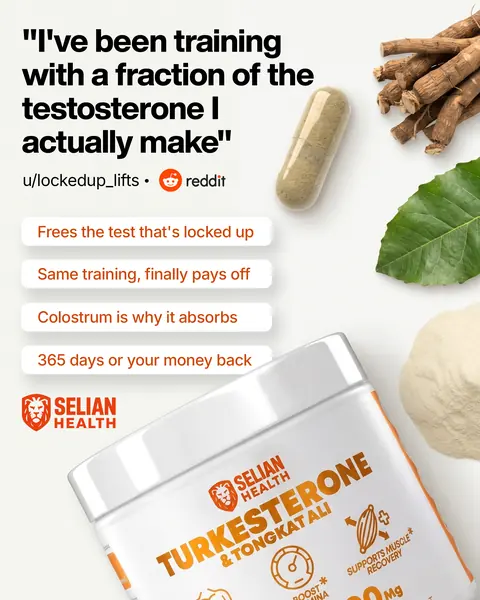 "I've been training
with a fraction of the
testosterone I
actually make"
u/lockedup_lifts • reddit
Frees the test that's locked up
Same training, finally pays off
Colostrum is why it absorbs
365 days or your money back
SELIAN
HEALTH
SELIAN
HEALTH
TURKESTERONE
& TONGKAT ALI
BOOST*
SUPPORTS MUSCLE*
RECOVERY
Mg